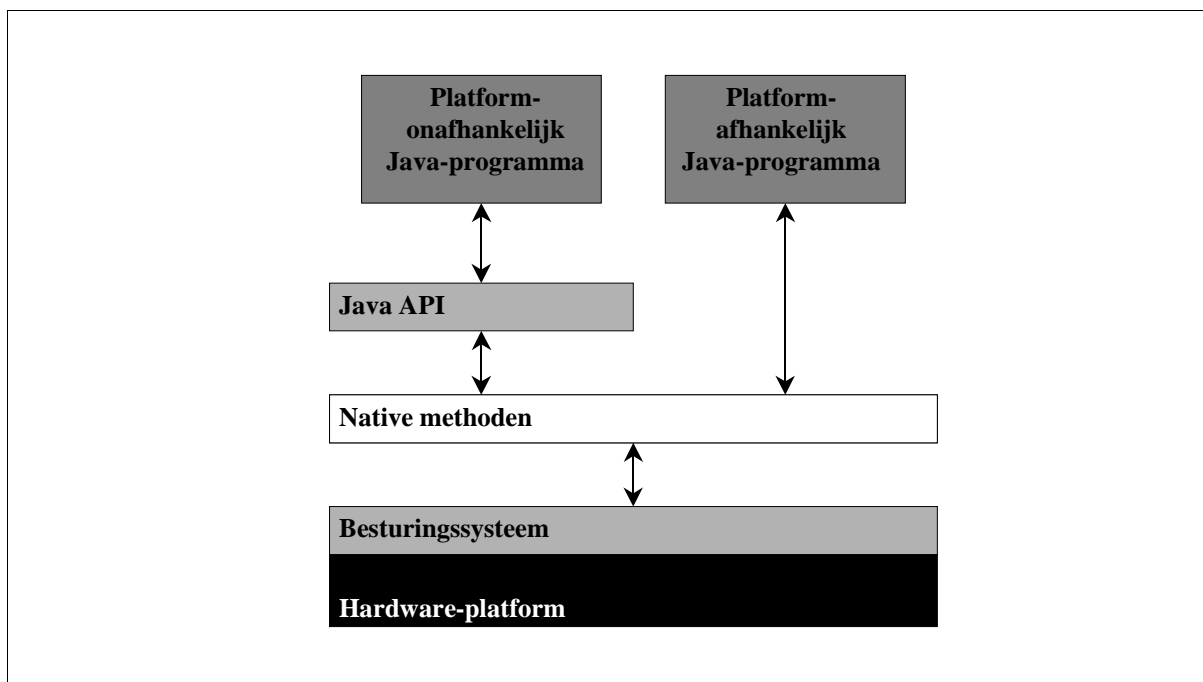 Platform-
onafhankelijk
Java-programma
Platform-
afhankelijk
Java-programma
Java API
Native methoden
Besturingssysteem
Hardware-platform